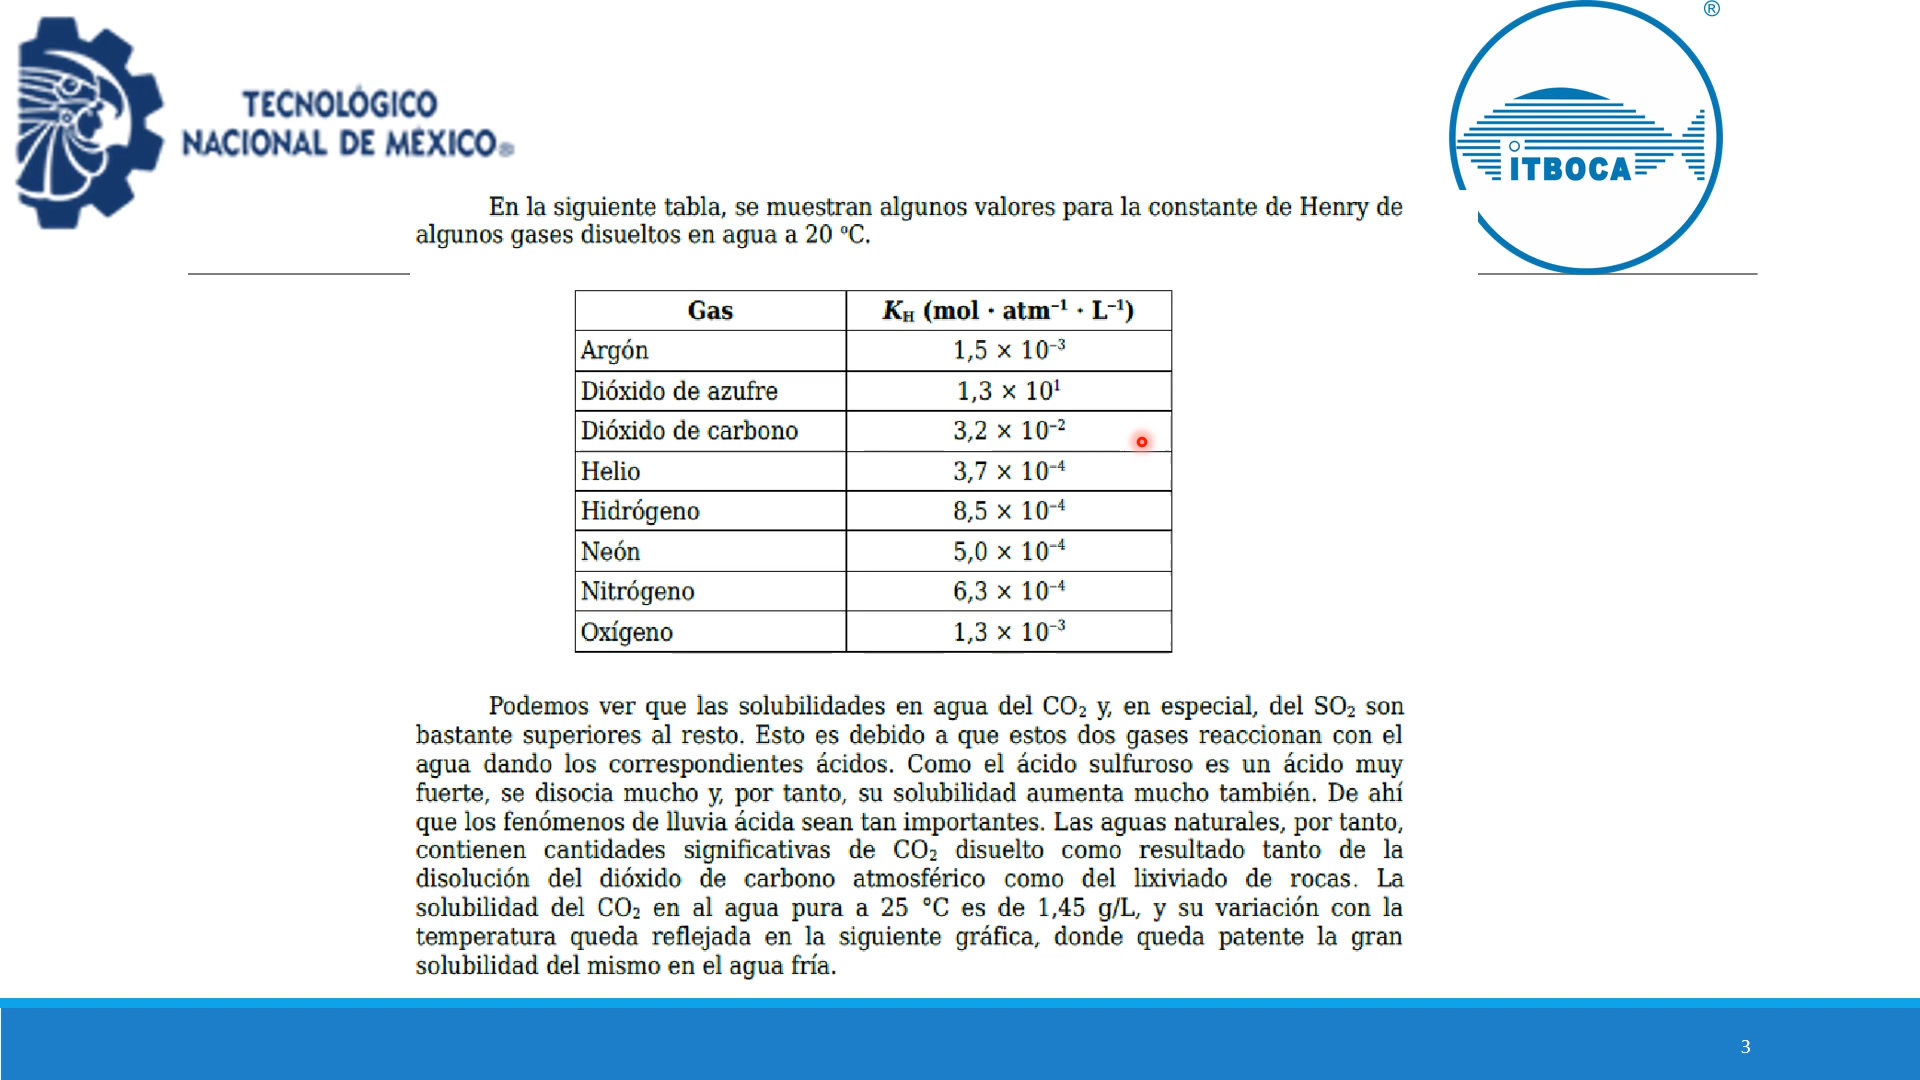 TECNOLÓGICO
NACIONAL DE MÉXICO®
®
ITBOCA
En la siguiente tabla, se muestran algunos valores para la constante de Henry de
algunos gases disueltos en agua a 20 ºC.
Gas K_H (mol · atm⁻¹ · L⁻¹)
Argón 1,5 × 10⁻³
Dióxido de azufre 1,3 × 10¹
Dióxido de carbono 3,2 × 10⁻²
Helio 3,7 × 10⁻⁴
Hidrógeno 8,5 × 10⁻⁴
Neón 5,0 × 10⁻⁴
Nitrógeno 6,3 × 10⁻⁴
Oxígeno 1,3 × 10⁻³
Podemos ver que las solubilidades en agua del CO₂ y, en especial, del SO₂ son
bastante superiores al resto. Esto es debido a que estos dos gases reaccionan con el
agua dando los correspondientes ácidos. Como el ácido sulfuroso es un ácido muy
fuerte, se disocia mucho y, por tanto, su solubilidad aumenta mucho también. De ahí
que los fenómenos de lluvia ácida sean tan importantes. Las aguas naturales, por tanto,
contienen cantidades significativas de CO₂ disuelto como resultado tanto de la
disolución del dióxido de carbono atmosférico como del lixiviado de rocas. La
solubilidad del CO₂ en al agua pura a 25 °C es de 1,45 g/L, y su variación con la
temperatura queda reflejada en la siguiente gráfica, donde queda patente la gran
solubilidad del mismo en el agua fría.
3